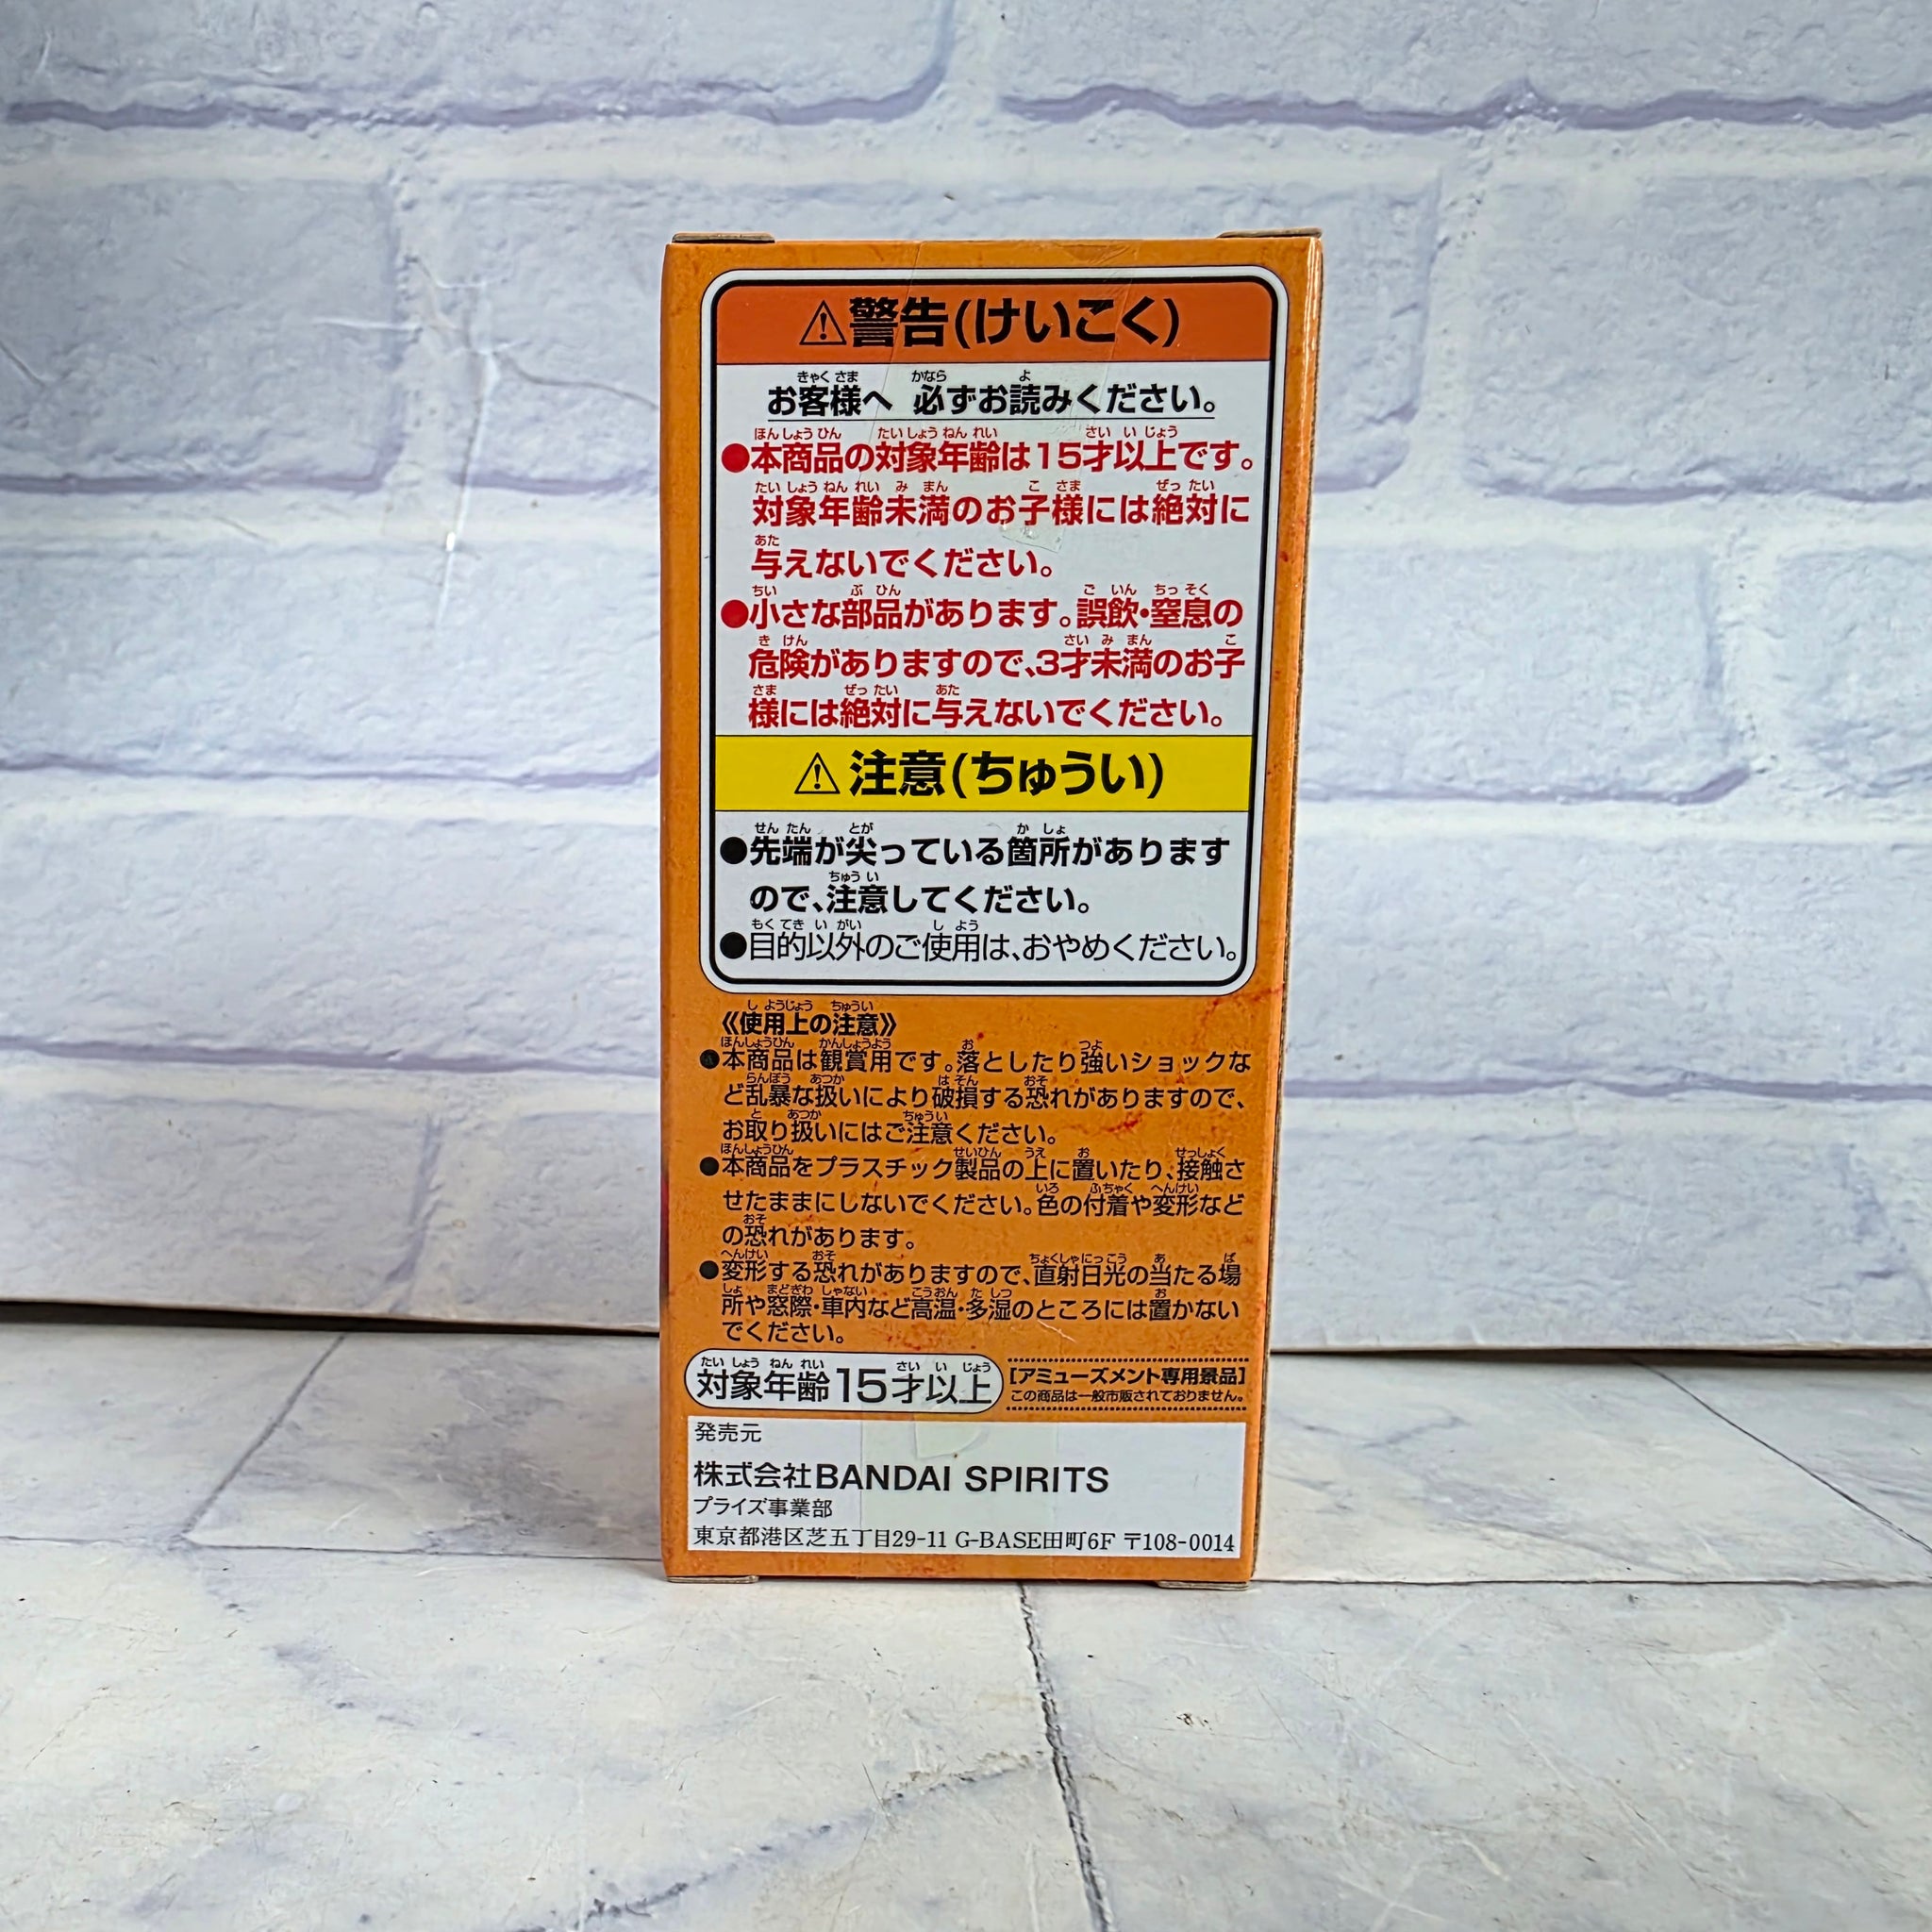 ⚠警告(けいこく)
お客様へ 必ずお読みください。
●本商品の対象年齢は15才以上です。
対象年齢未満のお子様には絶対に
与えないでください。
●小さな部品があります。誤飲・窒息の
危険がありますので、3才未満のお子
様には絶対に与えないでください。
⚠注意(ちゅうい)
●先端が尖っている箇所があります
ので、注意してください。
●目的以外のご使用は、おやめください。
《使用上の注意》
●本商品は観賞用です。落としたり強いショックな
ど乱暴な扱いにより破損する恐れがありますので、
お取り扱いにはご注意ください。
●本商品をプラスチック製品の上に置いたり、接触さ
せたままにしないでください。色の付着や変形など
の恐れがあります。
●変形する恐れがありますので、直射日光の当たる場
所や窓際・車内など高温・多湿のところには置かない
でください。
対象年齢15才以上
[アミューズメント専用景品]
この商品は一般市販されておりません。
発売元
株式会社BANDAI SPIRITS
プライズ事業部
東京都港区芝五丁目29-11 G-BASE田町6F 〒108-0014